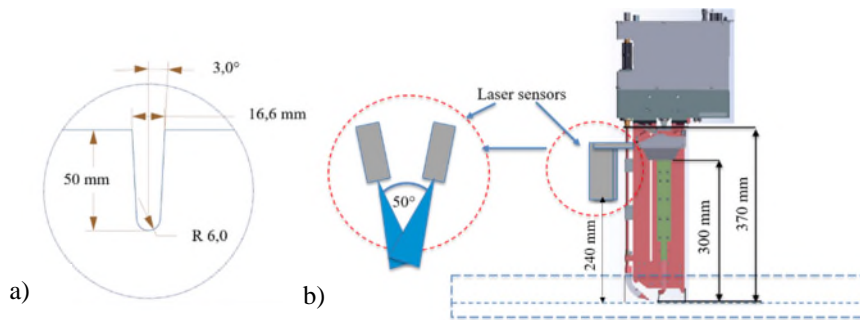 3,0°
16,6 mm
50 mm
R 6,0
a)
Laser sensors
50°
240 mm
300 mm
370 mm
b)